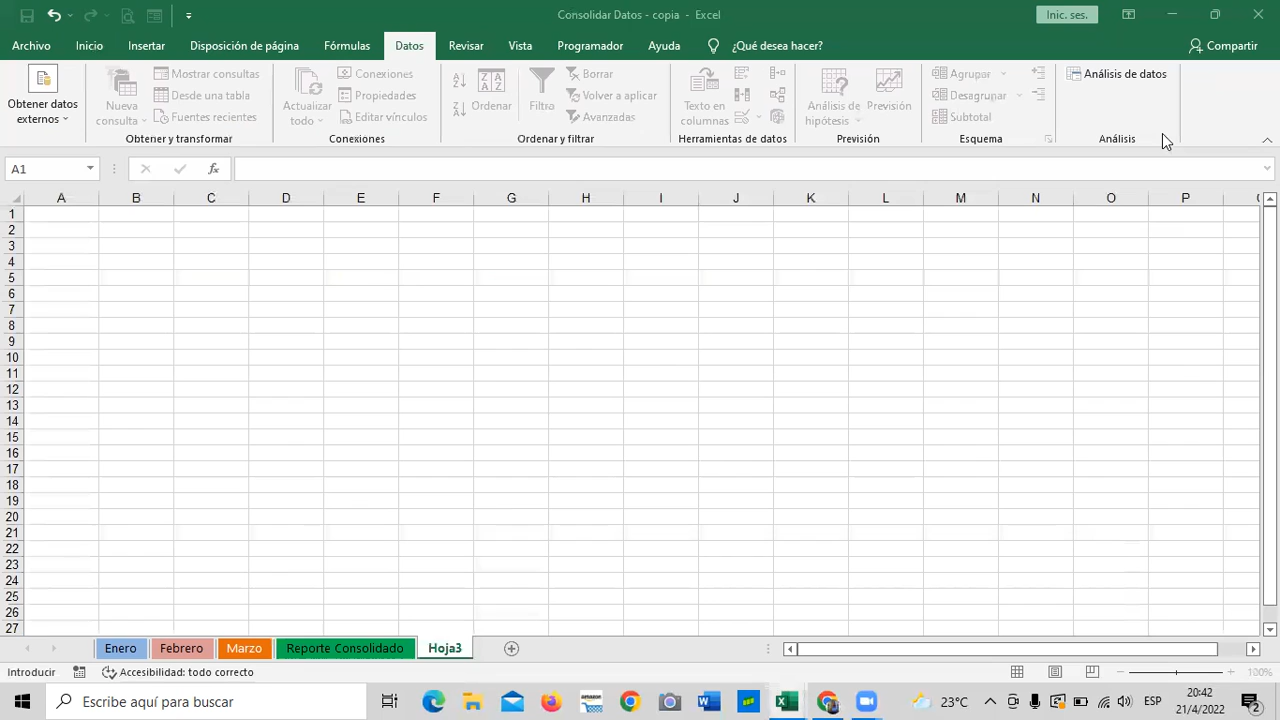 Consolidar Datos - copia - Excel
Inic. ses.
Archivo Inicio Insertar Disposición de página Fórmulas Datos Revisar Vista Programador Ayuda ¿Qué desea hacer? Compartir
Obtener datos externos
Nueva consulta
Mostrar consultas
Desde una tabla
Fuentes recientes
Obtener y transformar
Actualizar todo
Conexiones
Propiedades
Editar vínculos
Conexiones
Ordenar
Filtro
Borrar
Volver a aplicar
Avanzadas
Ordenar y filtrar
Texto en columnas
Herramientas de datos
Análisis de hipótesis
Previsión
Previsión
Agrupar
Desagrupar
Subtotal
Esquema
Análisis de datos
Análisis
A1
fx
A B C D E F G H I J K L M N O P
1
2
3
4
5
6
7
8
9
10
11
12
13
14
15
16
17
18
19
20
21
22
23
24
25
26
27
Enero Febrero Marzo Reporte Consolidado Hoja3
Introducir Accesibilidad: todo correcto 100%
Escribe aquí para buscar
amazon
23°C
ESP
20:42
21/4/2022
2